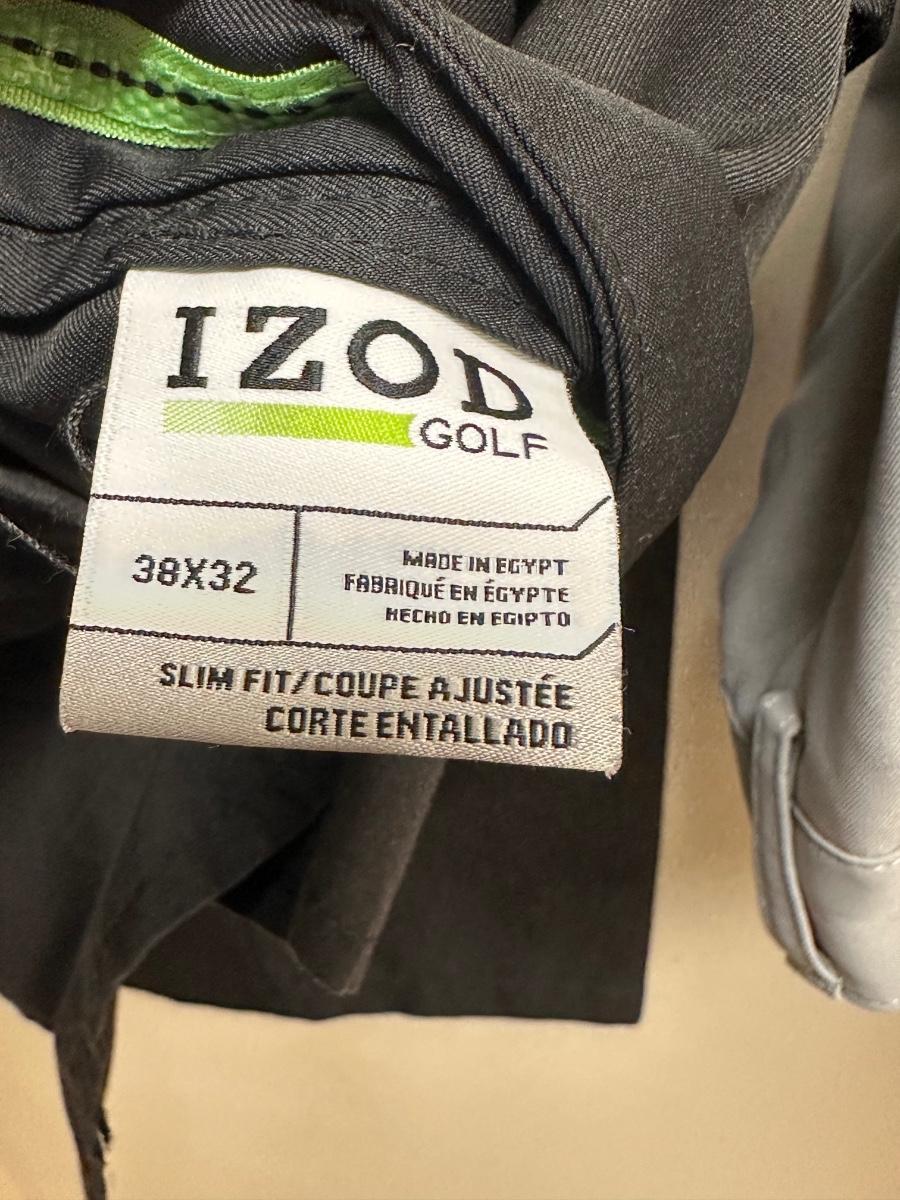 IZOD
GOLF
38X32
MADE IN EGYPT
FABRIQUÉ EN ÉGYPTE
HECHO EN EGIPTO
SLIM FIT/COUPE AJUSTÉE
CORTE ENTALLADO